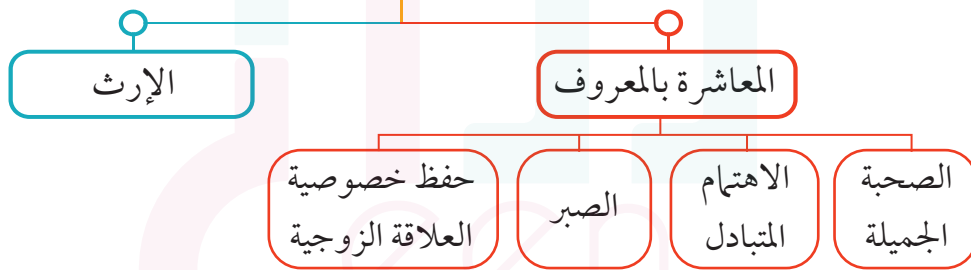 المعاشرة بالمعروف
الإرث
الصحبة
الجميلة
الاهتمام
المتبادل
الصبر
حفظ خصوصية
العلاقة الزوجية